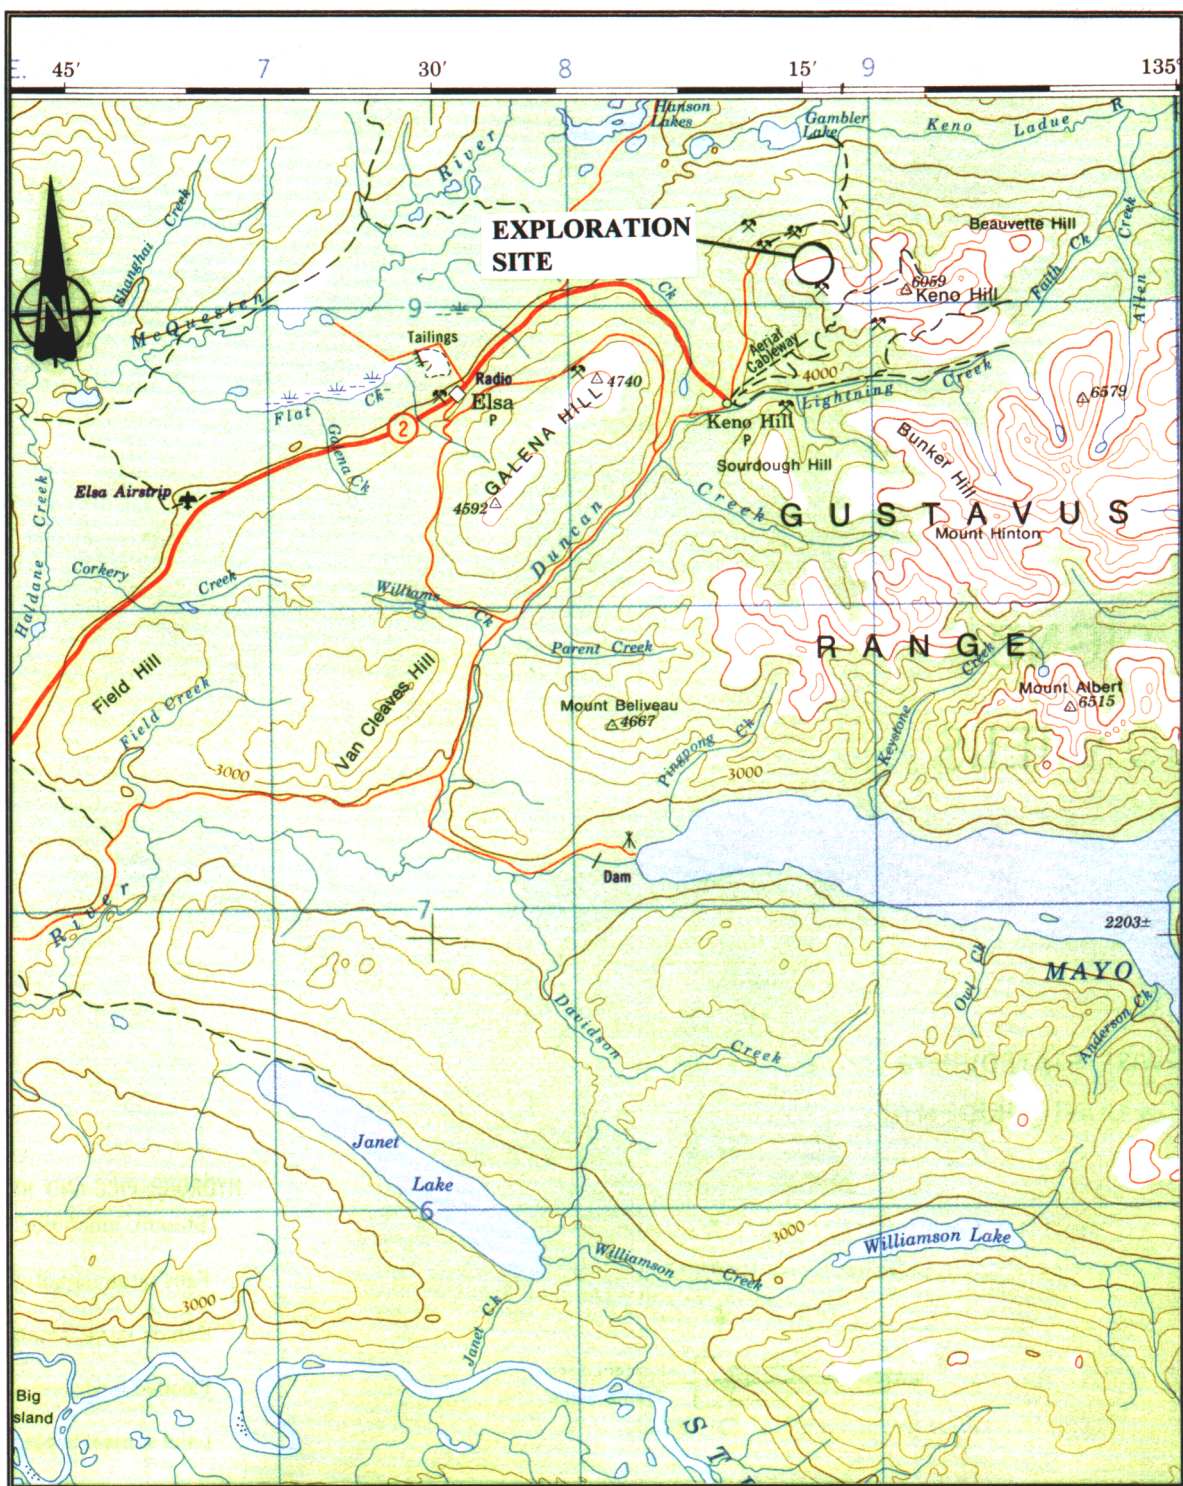 E. 45' 7 30' 8 15' 9 135°
Hanson
Lakes
Gambler
Lake
Keno Ladue R
River
Creek
Shanghai
McQuesten
EXPLORATION
SITE
Beauvette Hill
Faith Ck
Creek
Allen
6059
Keno Hill
N
9
Ck
Tailings
Aerial
Cableway
4000
Lightning Creek
Radio
Elsa
P
4740
6579
Flat Ck
2
Galena Ck
GALENA HILL
Keno Hill
P
Sourdough Hill
Bunker Hill
Elsa Airstrip
4592
Creek
GUSTAVUS
Mount Hinton
Duncan
Haldane Creek
Corkery Creek
Williams Ck
8
Parent Creek
RANGE
Keystone Creek
Field Hill
Field Creek
Van Cleaves Hill
Mount Beliveau
4667
Mount Albert
6515
Pingpong Ck
3000
3000
River
Dam
7
2203±
MAYO
Owl Ck
Anderson Ck
Davidson Creek
Janet
Lake
6
3000
Williamson Lake
Williamson Creek
3000
Janet Ck
Big
sland
ST